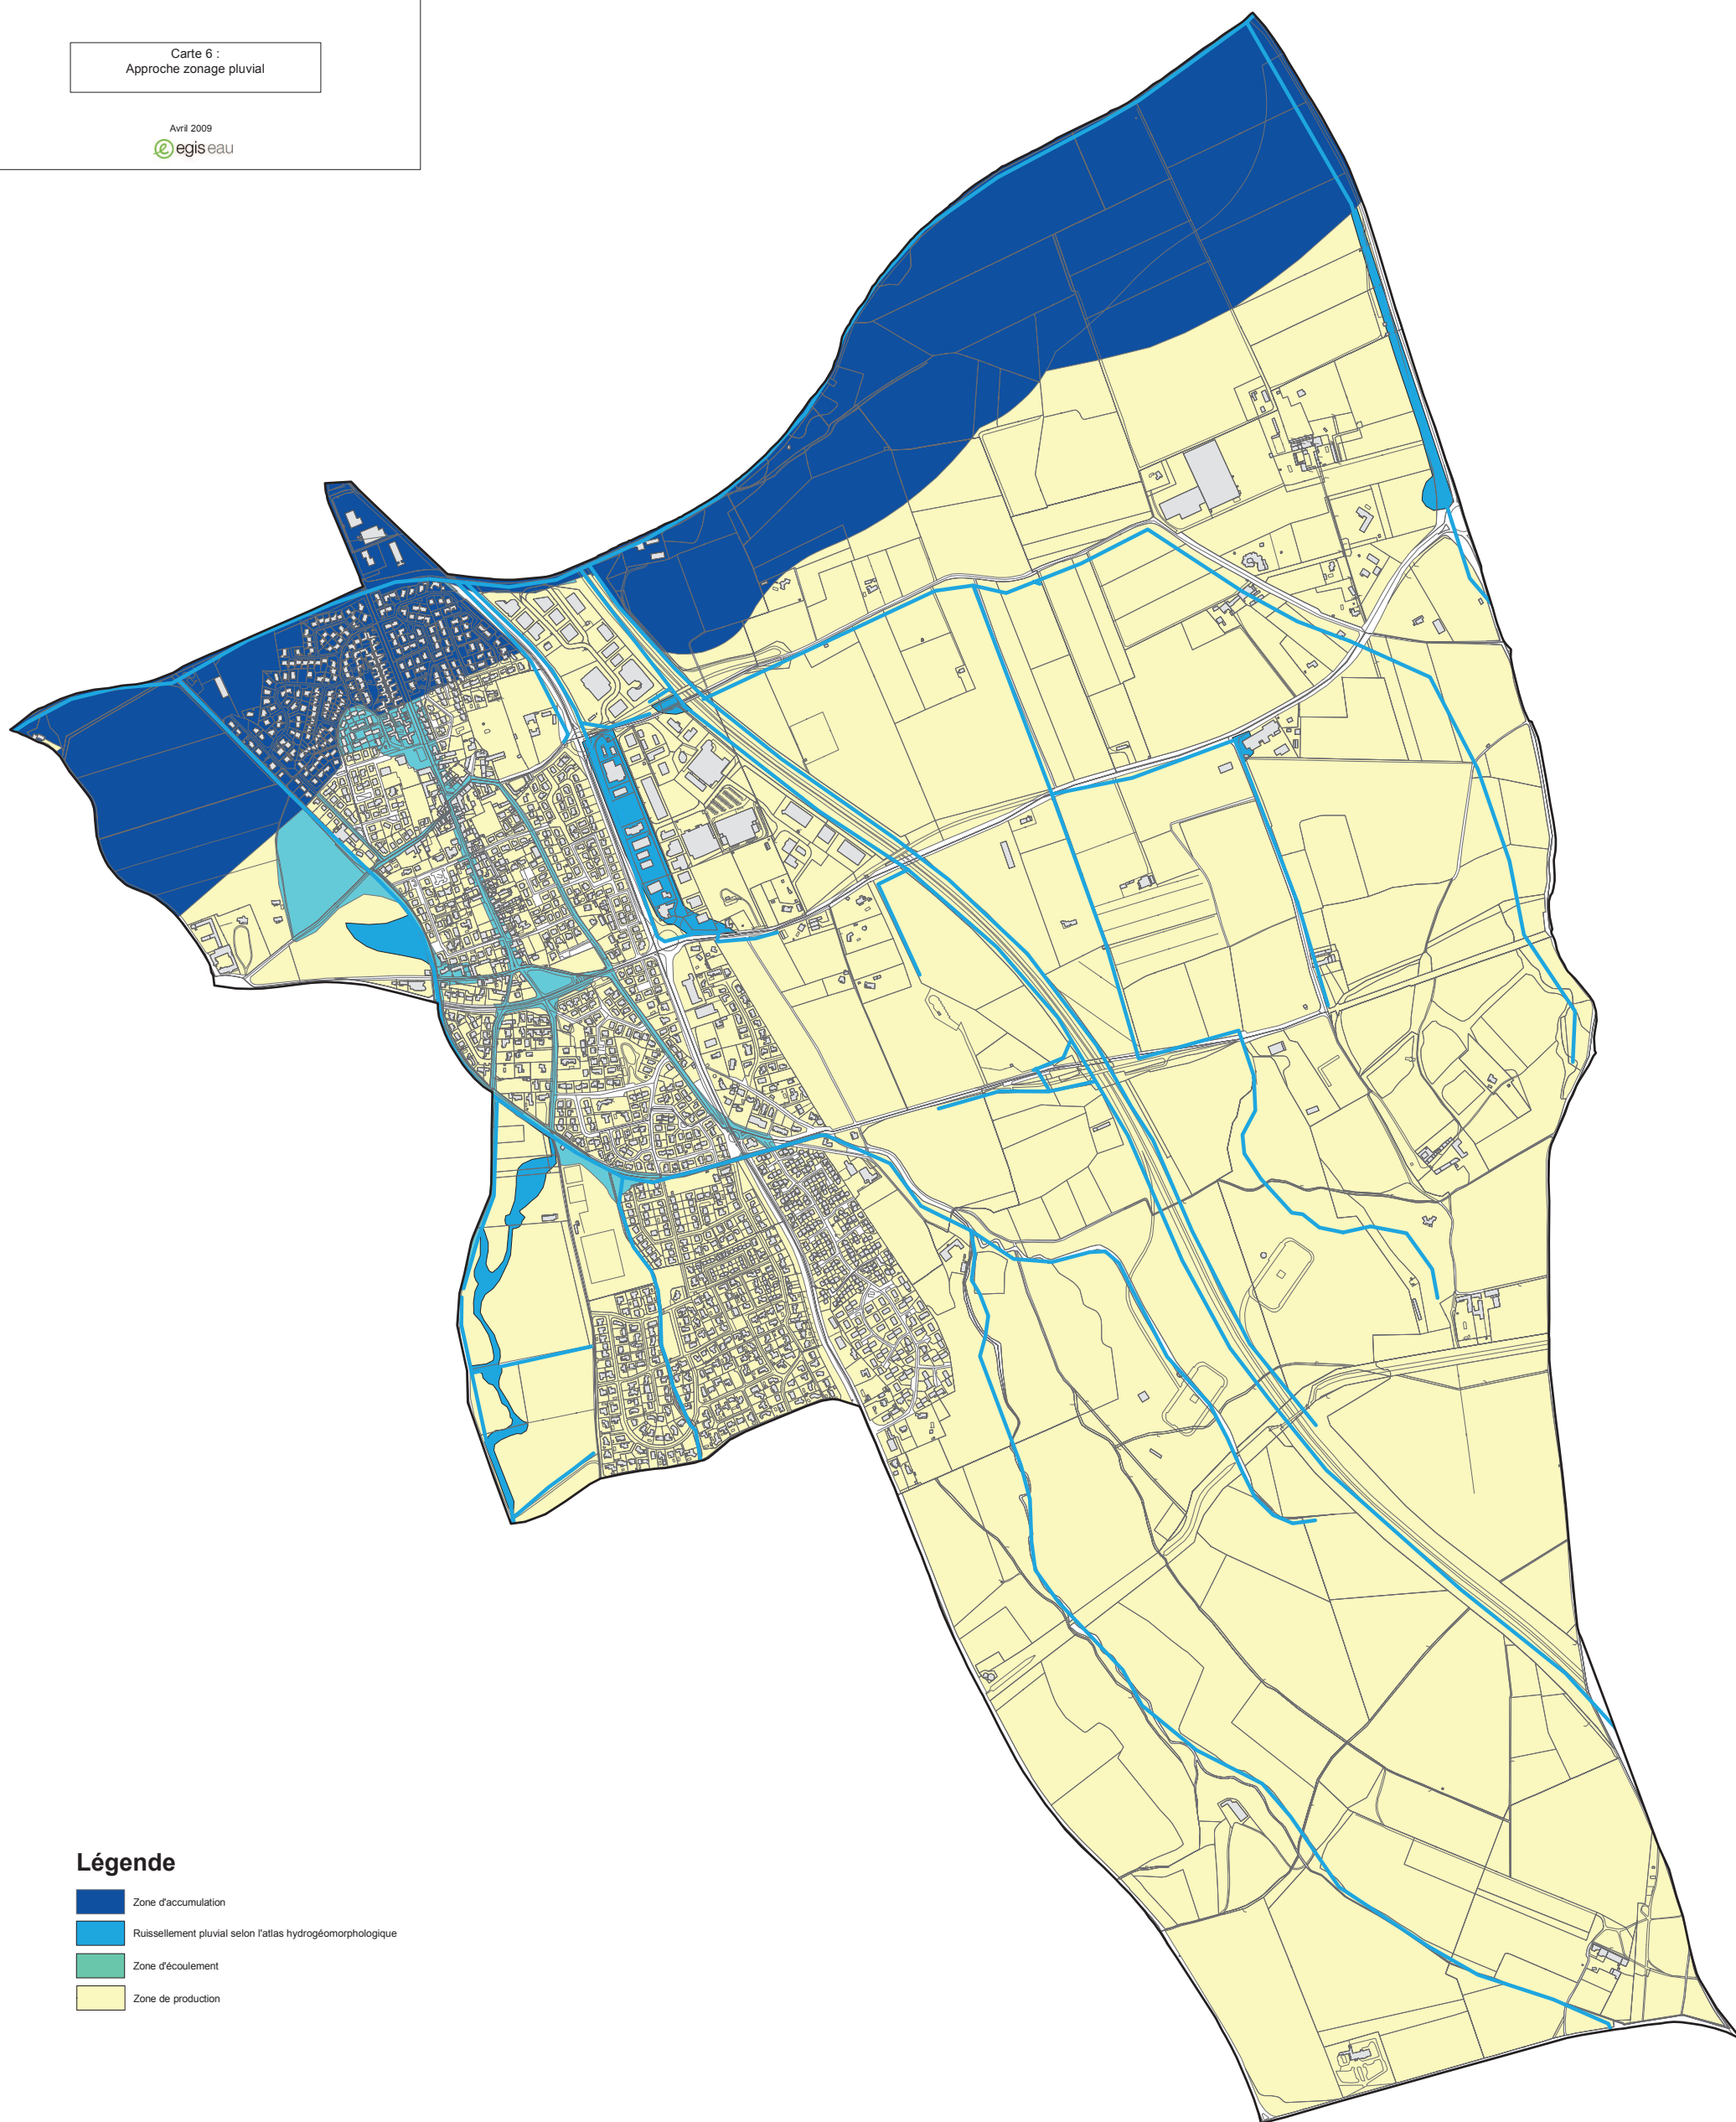 Carte 6 :
Approche zonage pluvial
Avril 2009
egis eau
Légende
Zone d'accumulation
Ruissellement pluvial selon l'atlas hydrogéomorphologique
Zone d'écoulement
Zone de production